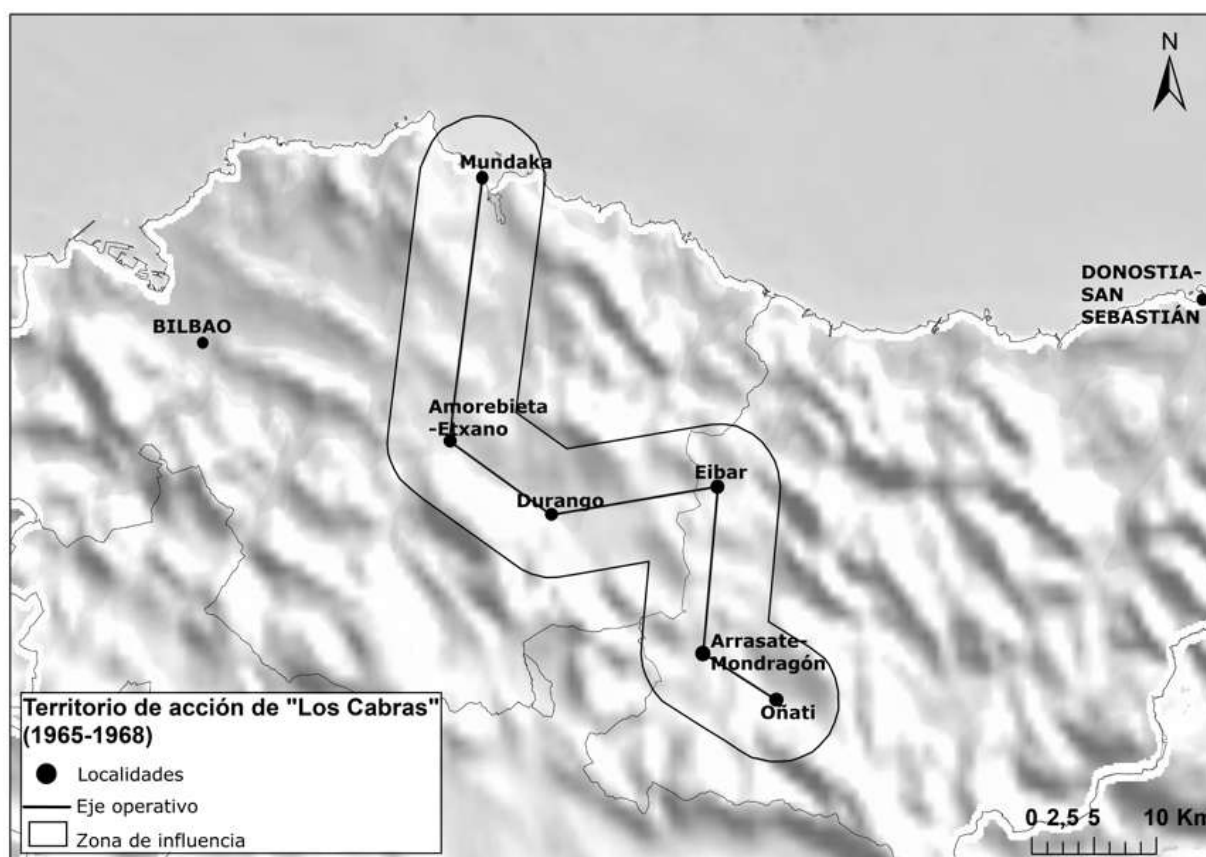 N
Mundaka
DONOSTIA-
SAN
SEBASTIÁN
BILBAO
Amorebieta
-Etxano
Eibar
Durango
Arrasate-
Mondragón
Oñati
Territorio de acción de "Los Cabras"
(1965-1968)
Localidades
Eje operativo
Zona de influencia
0 2,5 5 10 Km